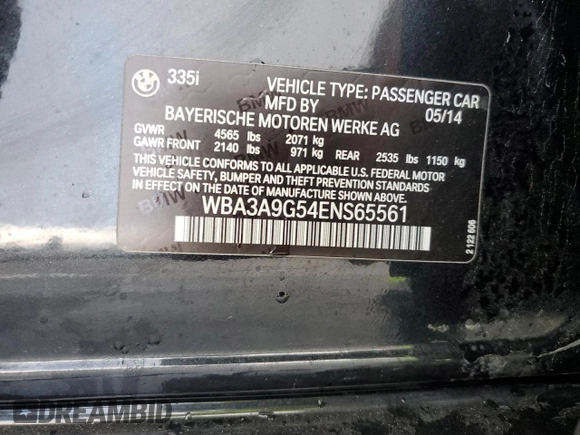 335i
VEHICLE TYPE: PASSENGER CAR
MFD BY 05/14
BAYERISCHE MOTOREN WERKE AG
GVWR 4565 lbs 2071 kg
GAWR FRONT 2140 lbs 971 kg REAR 2535 lbs 1150 kg
THIS VEHICLE CONFORMS TO ALL APPLICABLE U.S. FEDERAL MOTOR
VEHICLE SAFETY, BUMPER AND THEFT PREVENTION STANDARDS
IN EFFECT ON THE DATE OF MANUFACTURE SHOWN ABOVE.
WBA3A9G54ENS65561
2 122 606
DREAMBID